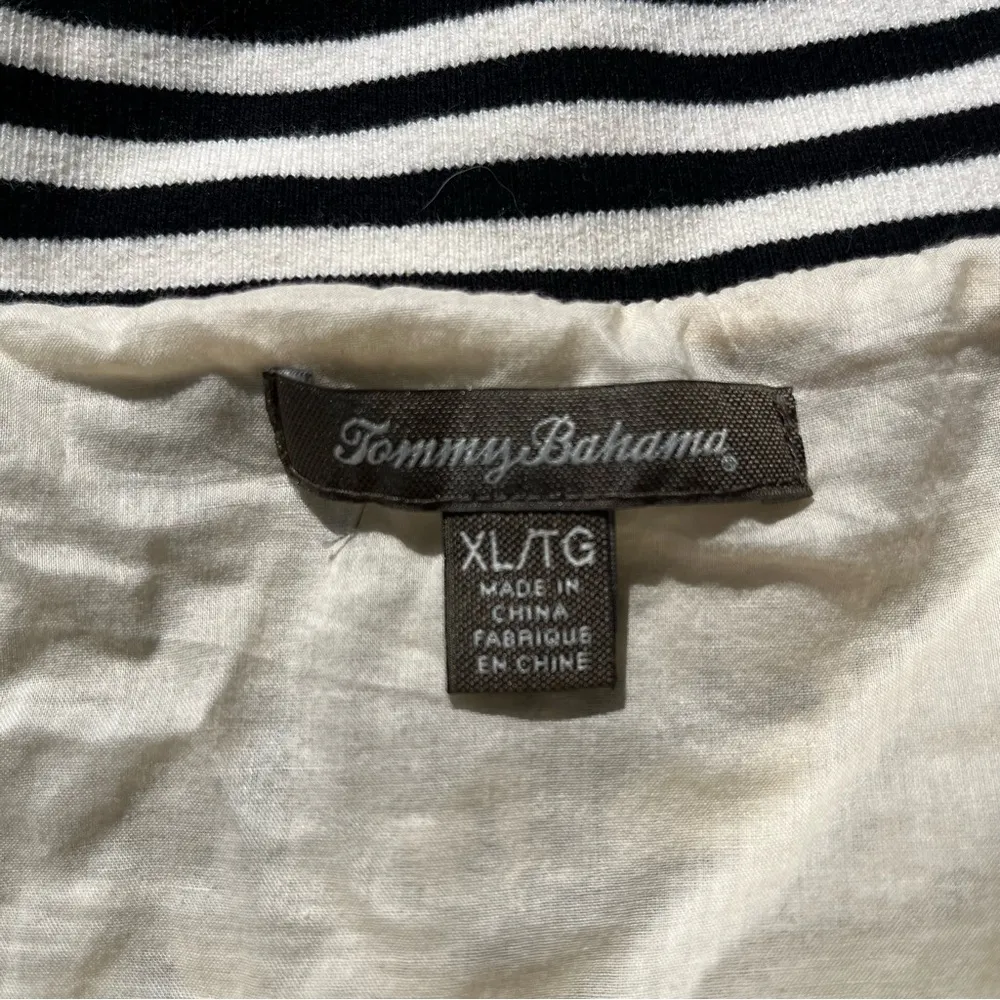 Tommy Bahama®
XL/TG
MADE IN
CHINA
FABRIQUE
EN CHINE